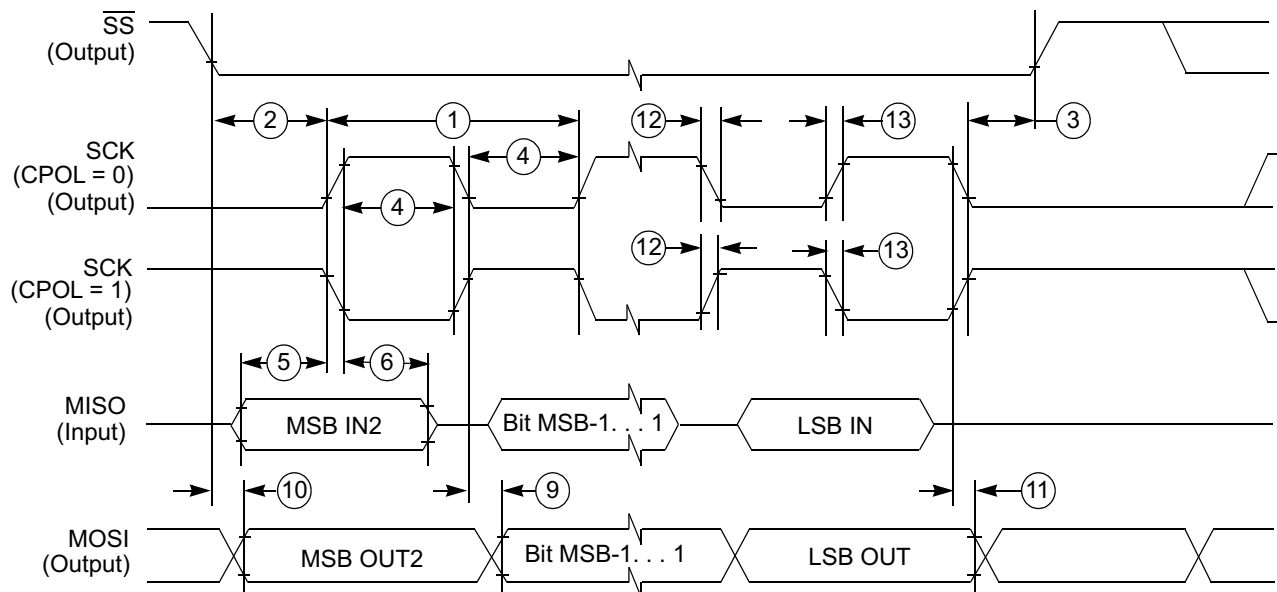 SS
(Output)
2
1
12
13
3
SCK
(CPOL = 0)
(Output)
4
4
12
13
SCK
(CPOL = 1)
(Output)
5
6
MISO
(Input)
MSB IN2
Bit MSB-1. . . 1
LSB IN
10
9
11
MOSI
(Output)
MSB OUT2
Bit MSB-1. . . 1
LSB OUT